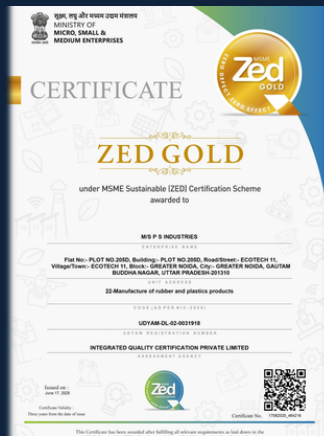 सूक्ष्म, लघु और मध्यम उद्यम मंत्रालय
MINISTRY OF
MICRO, SMALL &
MEDIUM ENTERPRISES
MSME
Zed
GOLD
ZERO DEFECT ZERO EFFECT
CERTIFICATE
ZED GOLD
under MSME Sustainable (ZED) Certification Scheme
awarded to
M/S P S INDUSTRIES
ENTERPRISE NAME
Flat No:- PLOT NO.205D, Building:- PLOT NO.205D, Road/Street:- ECOTECH 11,
Village/Town:- ECOTECH 11, Block:- GREATER NOIDA, City:- GREATER NOIDA, GAUTAM
BUDDHA NAGAR, UTTAR PRADESH-201310
UNIT ADDRESS
22-Manufacture of rubber and plastics products
CODE (AS PER NIC-2008)
UDYAM-DL-02-0031918
UDYAM REGISTRATION NUMBER
INTEGRATED QUALITY CERTIFICATION PRIVATE LIMITED
ASSESSMENT AGENCY
Issued on :
June 17, 2025
Zed
Certificate Validity :
Three years from the date of issue
Certificate No.
This Certificate has been awarded after fulfilling all relevant requirements as laid down in the